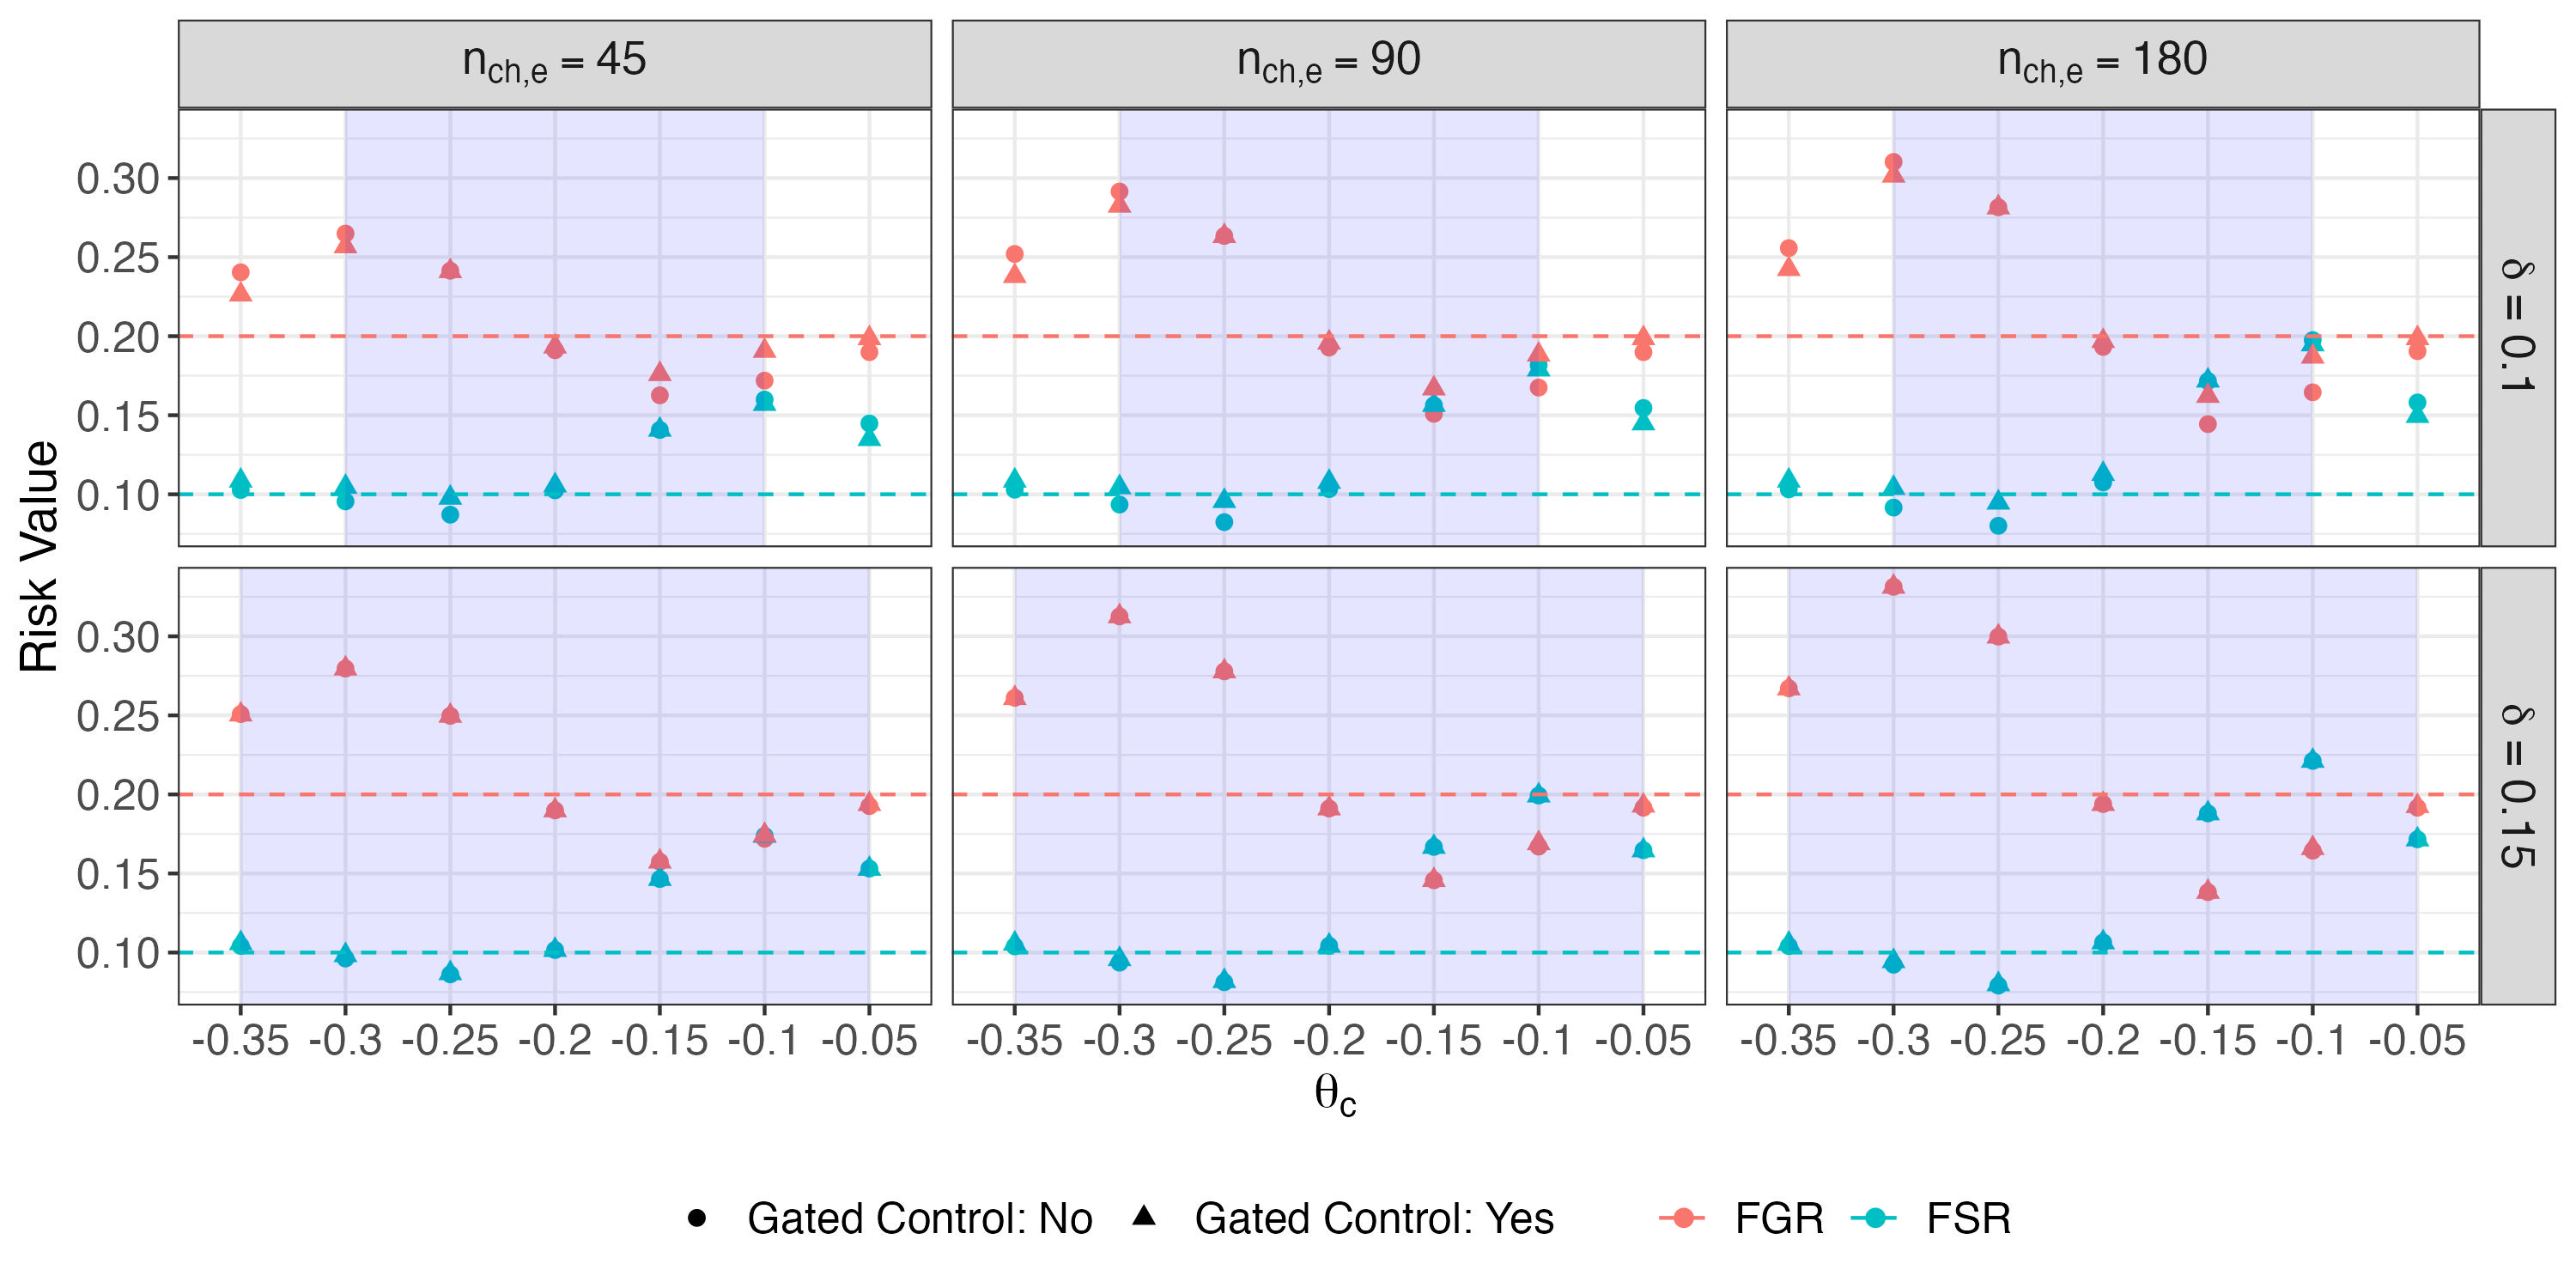 n_ch,e = 45 n_ch,e = 90 n_ch,e = 180
Risk Value
0.30
0.25
0.20
0.15
0.10
δ = 0.1
0.30
0.25
0.20
0.15
0.10
δ = 0.15
-0.35 -0.3 -0.25 -0.2 -0.15 -0.1 -0.05 -0.35 -0.3 -0.25 -0.2 -0.15 -0.1 -0.05 -0.35 -0.3 -0.25 -0.2 -0.15 -0.1 -0.05
θ_c
Gated Control: No Gated Control: Yes FGR FSR